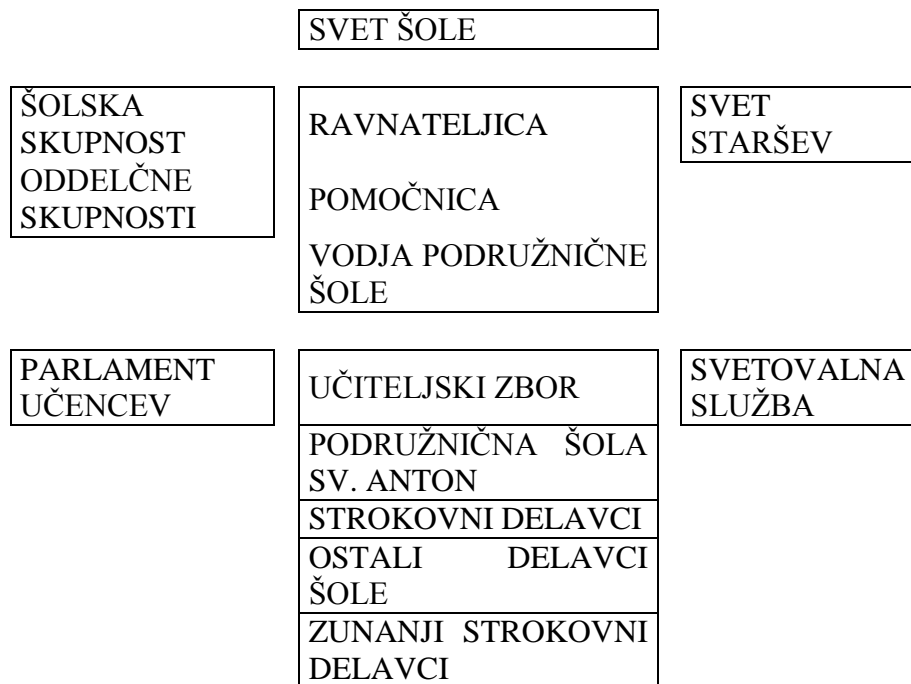 SVET ŠOLE
ŠOLSKA
SKUPNOST
ODDELČNE
SKUPNOSTI
RAVNATELJICA
POMOČNICA
VODJA PODRUŽNIČNE
ŠOLE
SVET
STARŠEV
PARLAMENT
UČENCEV
UČITELJSKI ZBOR
PODRUŽNIČNA ŠOLA
SV. ANTON
STROKOVNI DELAVCI
OSTALI DELAVCI
ŠOLE
ZUNANJI STROKOVNI
DELAVCI
SVETOVALNA
SLUŽBA